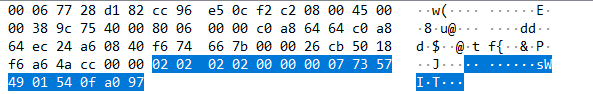 00 06 77 28 d1 82 cc 96 e5 0c f2 c2 08 00 45 00 ··w(···· ······E·
00 38 9c 75 40 00 80 06 00 00 c0 a8 64 64 c0 a8 ·8·u@··· ····dd··
64 ec 24 a6 08 40 f6 74 66 7b 00 00 26 cb 50 18 d·$··@·t f{··&·P·
f6 a6 4a cc 00 00 02 02 02 02 00 00 00 07 73 57 ··J····· ······sW
49 01 54 0f a0 97 I·T···